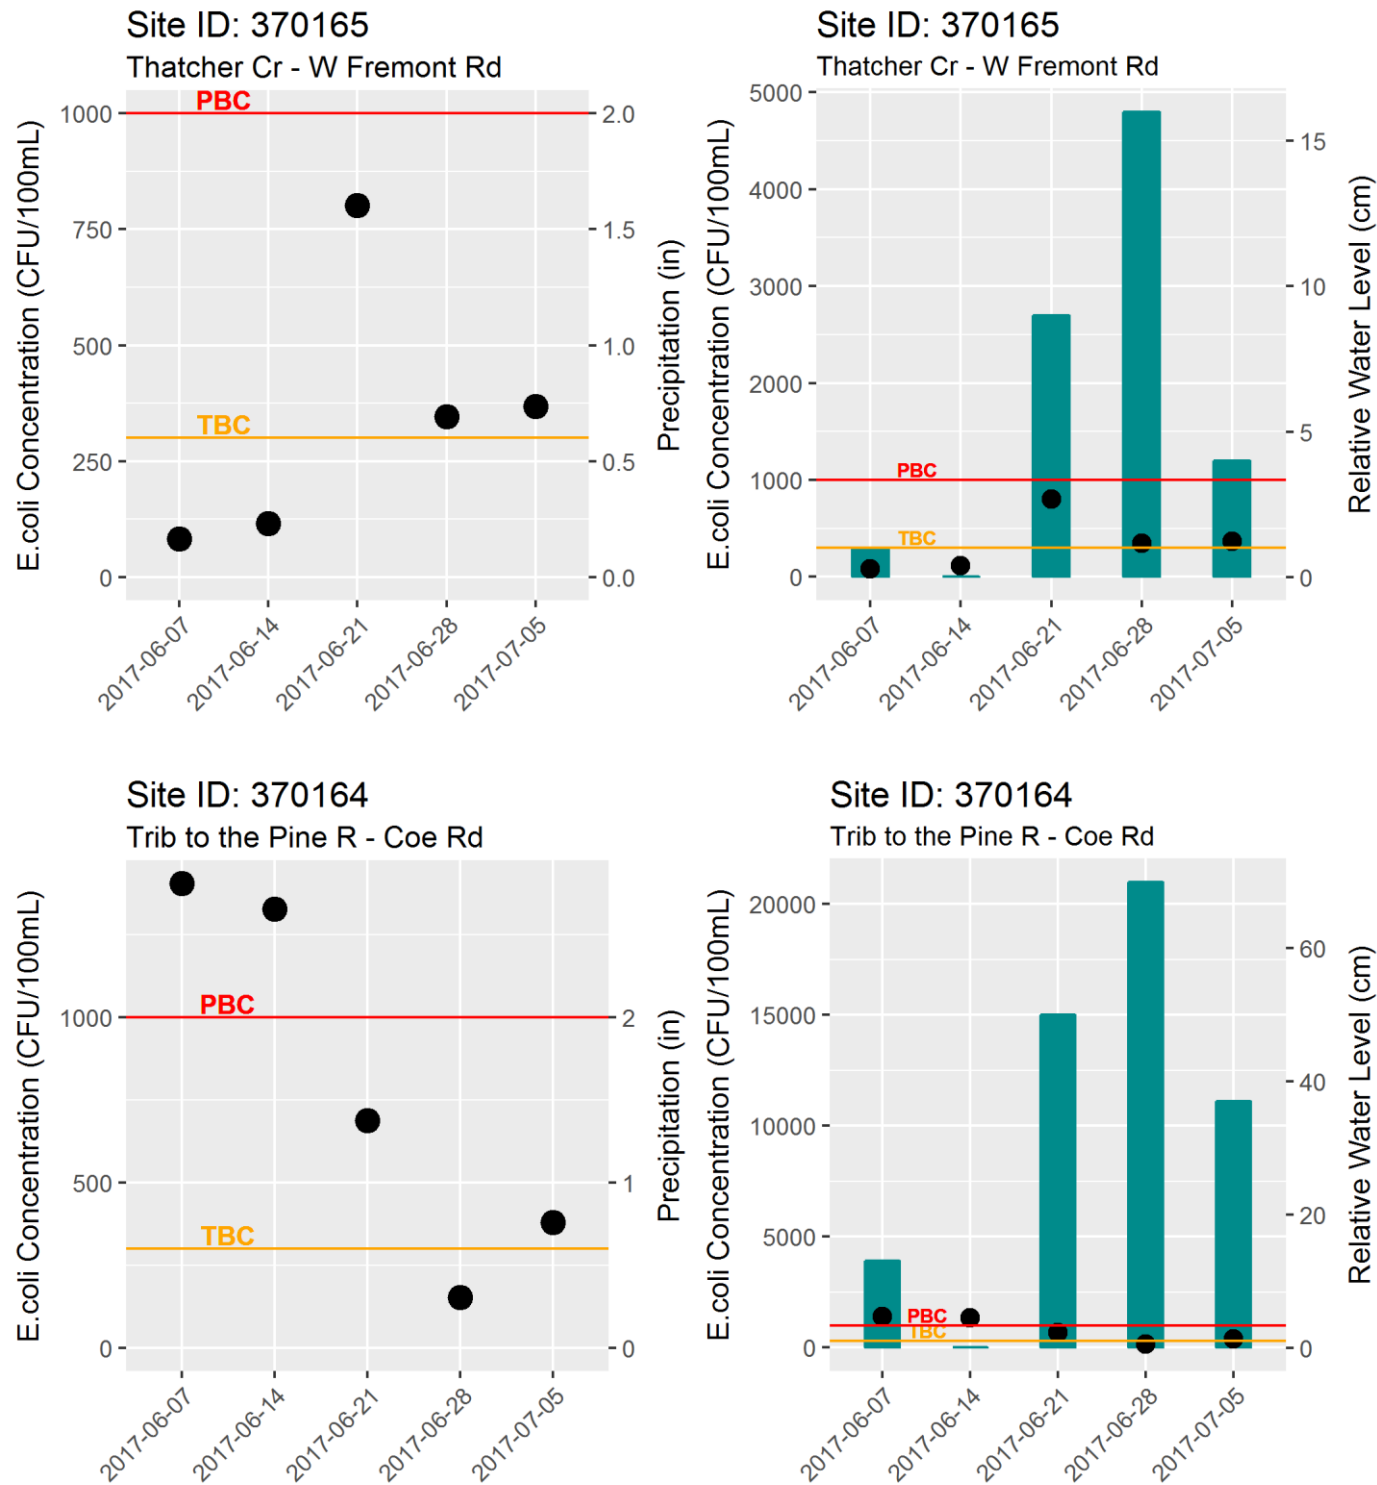 Site ID: 370165
Thatcher Cr - W Fremont Rd
E.coli Concentration (CFU/100mL)
1000
750
500
250
0
PBC
TBC
2.0
1.5
1.0
0.5
0.0
Precipitation (in)
2017-06-07
2017-06-14
2017-06-21
2017-06-28
2017-07-05
Site ID: 370165
Thatcher Cr - W Fremont Rd
E.coli Concentration (CFU/100mL)
5000
4000
3000
2000
1000
0
PBC
TBC
15
10
5
0
Relative Water Level (cm)
2017-06-07
2017-06-14
2017-06-21
2017-06-28
2017-07-05
Site ID: 370164
Trib to the Pine R - Coe Rd
E.coli Concentration (CFU/100mL)
1000
500
0
PBC
TBC
2
1
0
Precipitation (in)
2017-06-07
2017-06-14
2017-06-21
2017-06-28
2017-07-05
Site ID: 370164
Trib to the Pine R - Coe Rd
E.coli Concentration (CFU/100mL)
20000
15000
10000
5000
0
PBC
TBC
60
40
20
0
Relative Water Level (cm)
2017-06-07
2017-06-14
2017-06-21
2017-06-28
2017-07-05